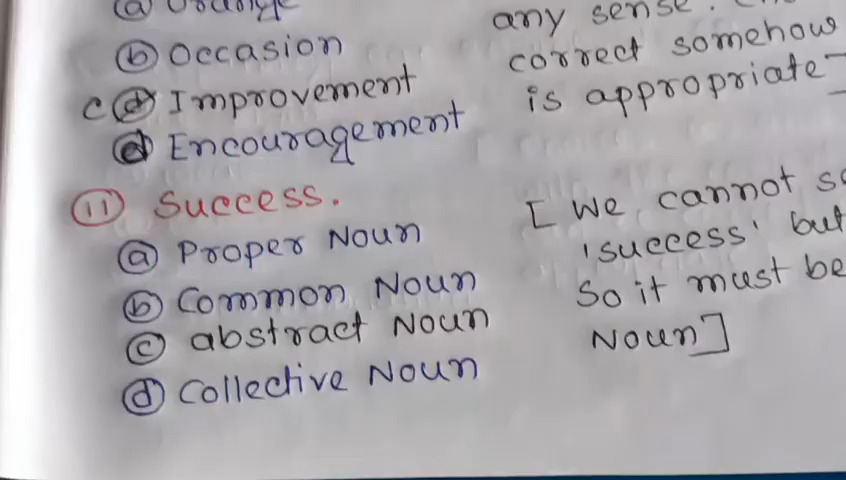 ⓐ Orange
ⓑ Occasion
c ⓓ Improvement
ⓓ Encouragement
⑪ Success.
ⓐ Proper Noun
ⓑ Common Noun
ⓒ abstract Noun
ⓓ Collective Noun
any sense.
correct somehow
is appropriate
[ We cannot
'success' but
So it must be
Noun]